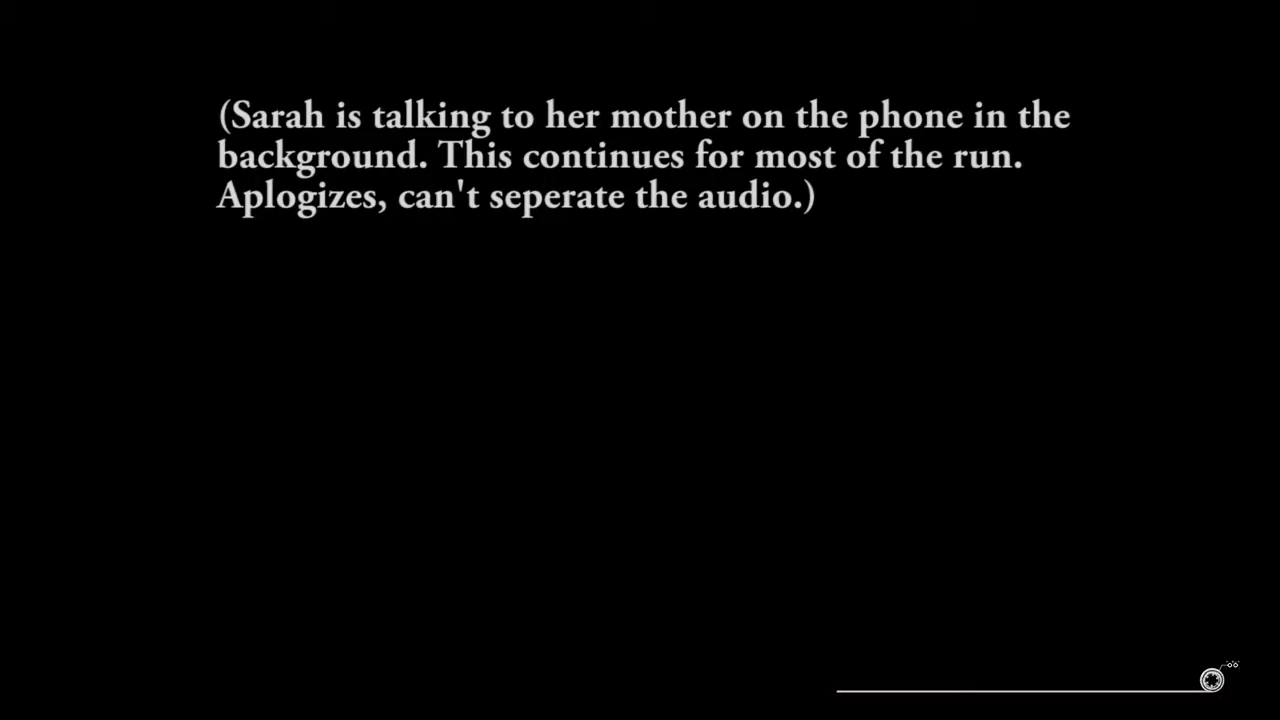 (Sarah is talking to her mother on the phone in the
background. This continues for most of the run.
Aplogizes, can't seperate the audio.)